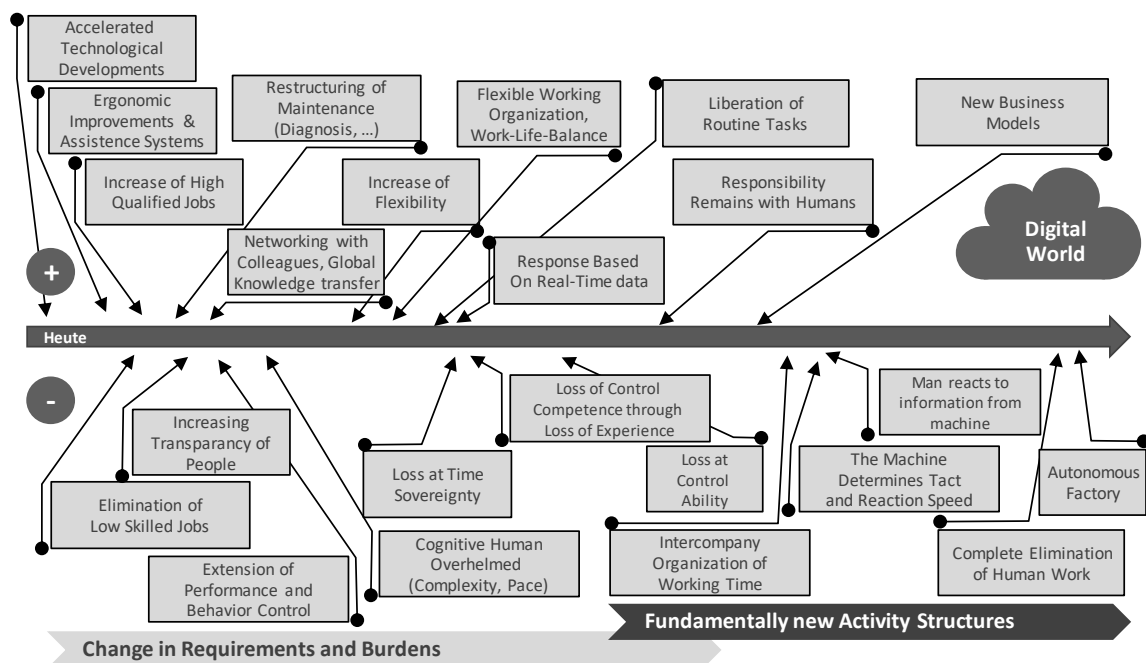 Accelerated
Technological
Developments
Ergonomic
Improvements &
Assistence Systems
Increase of High
Qualified Jobs
Restructuring of
Maintenance
(Diagnosis, ...)
Networking with
Colleagues, Global
Knowledge transfer
Increase of
Flexibility
Flexible Working
Organization,
Work-Life-Balance
Response Based
On Real-Time data
Liberation of
Routine Tasks
Responsibility
Remains with Humans
New Business
Models
Digital
World
+
Heute
-
Increasing
Transparancy of
People
Elimination of
Low Skilled Jobs
Extension of
Performance and
Behavior Control
Loss at Time
Sovereignty
Cognitive Human
Overhelmed
(Complexity, Pace)
Loss of Control
Competence through
Loss of Experience
Loss at
Control
Ability
Intercompany
Organization of
Working Time
Man reacts to
information from
machine
The Machine
Determines Tact
and Reaction Speed
Autonomous
Factory
Complete Elimination
of Human Work
Fundamentally new Activity Structures
Change in Requirements and Burdens